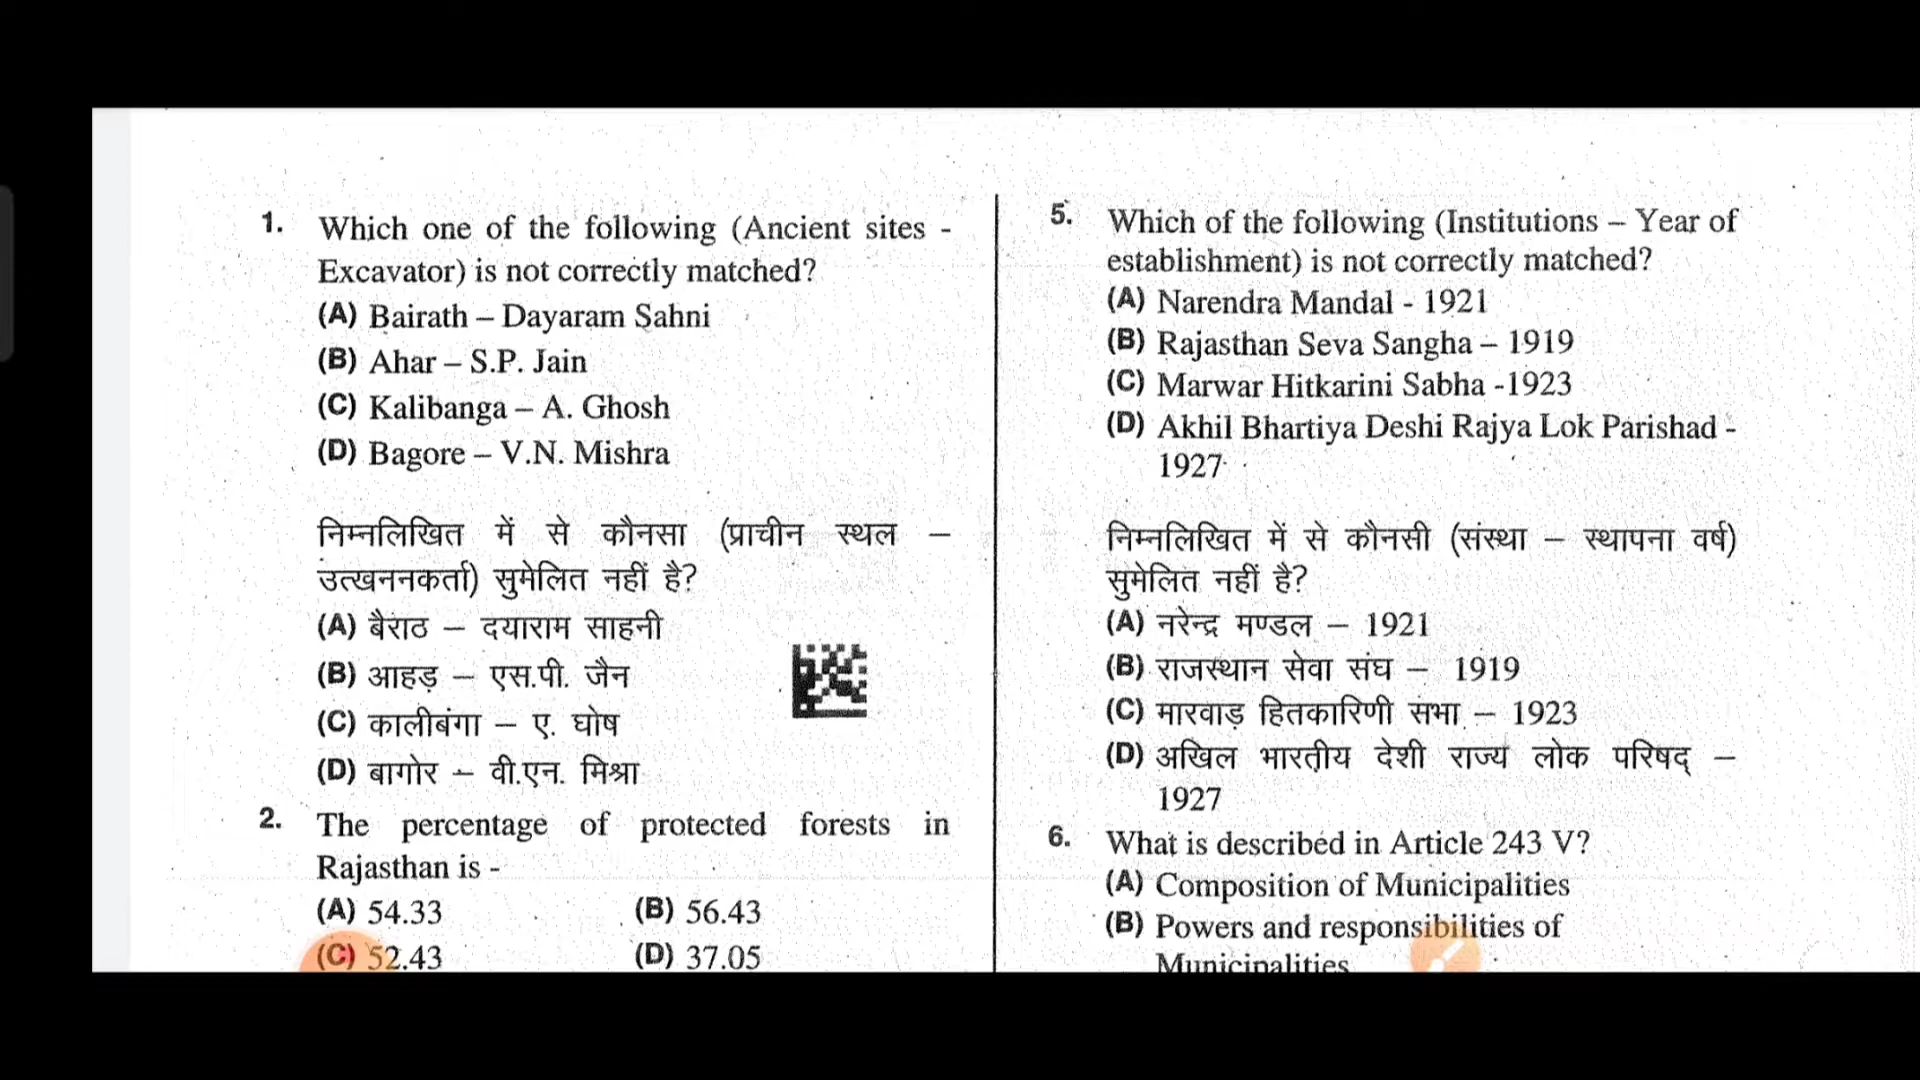 1. Which one of the following (Ancient sites -
Excavator) is not correctly matched?
(A) Bairath – Dayaram Sahni
(B) Ahar – S.P. Jain
(C) Kalibanga – A. Ghosh
(D) Bagore – V.N. Mishra
निम्नलिखित में से कौनसा (प्राचीन स्थल –
उत्खननकर्ता) सुमेलित नहीं है?
(A) बैराठ – दयाराम साहनी
(B) आहड़ – एस.पी. जैन
(C) कालीबंगा – ए. घोष
(D) बागोर – वी.एन. मिश्रा
2. The percentage of protected forests in
Rajasthan is -
(A) 54.33 (B) 56.43
(C) 52.43 (D) 37.05
5. Which of the following (Institutions – Year of
establishment) is not correctly matched?
(A) Narendra Mandal - 1921
(B) Rajasthan Seva Sangha – 1919
(C) Marwar Hitkarini Sabha -1923
(D) Akhil Bhartiya Deshi Rajya Lok Parishad -
1927
निम्नलिखित में से कौनसी (संस्था – स्थापना वर्ष)
सुमेलित नहीं है?
(A) नरेन्द्र मण्डल – 1921
(B) राजस्थान सेवा संघ – 1919
(C) मारवाड़ हितकारिणी सभा – 1923
(D) अखिल भारतीय देशी राज्य लोक परिषद् –
1927
6. What is described in Article 243 V?
(A) Composition of Municipalities
(B) Powers and responsibilities of
Municipalities